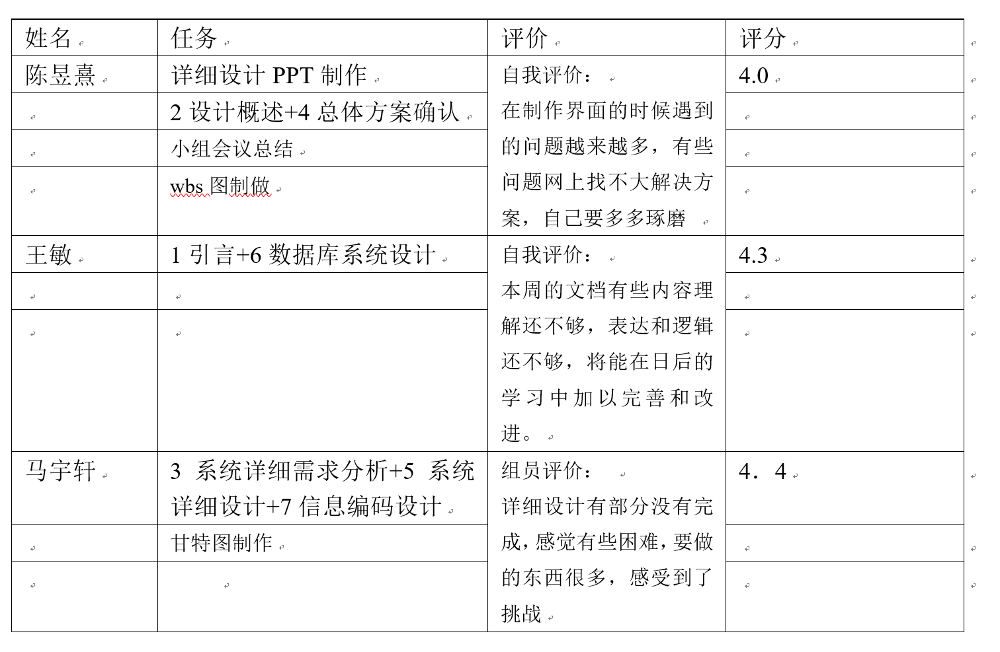 姓名 任务 评价 评分
陈昱熹 详细设计 PPT 制作 自我评价： 4.0
2 设计概述+4 总体方案确认 在制作界面的时候遇到
小组会议总结 的问题越来越多，有些
wbs 图制做 问题网上找不大解决方
案，自己要多多琢磨
王敏 1 引言+6 数据库系统设计 自我评价： 4.3
本周的文档有些内容理
解还不够，表达和逻辑
还不够，将能在日后的
学习中加以完善和改
进。
马宇轩 3 系统详细需求分析+5 系统 组员评价： 4．4
详细设计+7 信息编码设计 详细设计有部分没有完
甘特图制作 成，感觉有些困难，要做
的东西很多，感受到了
挑战